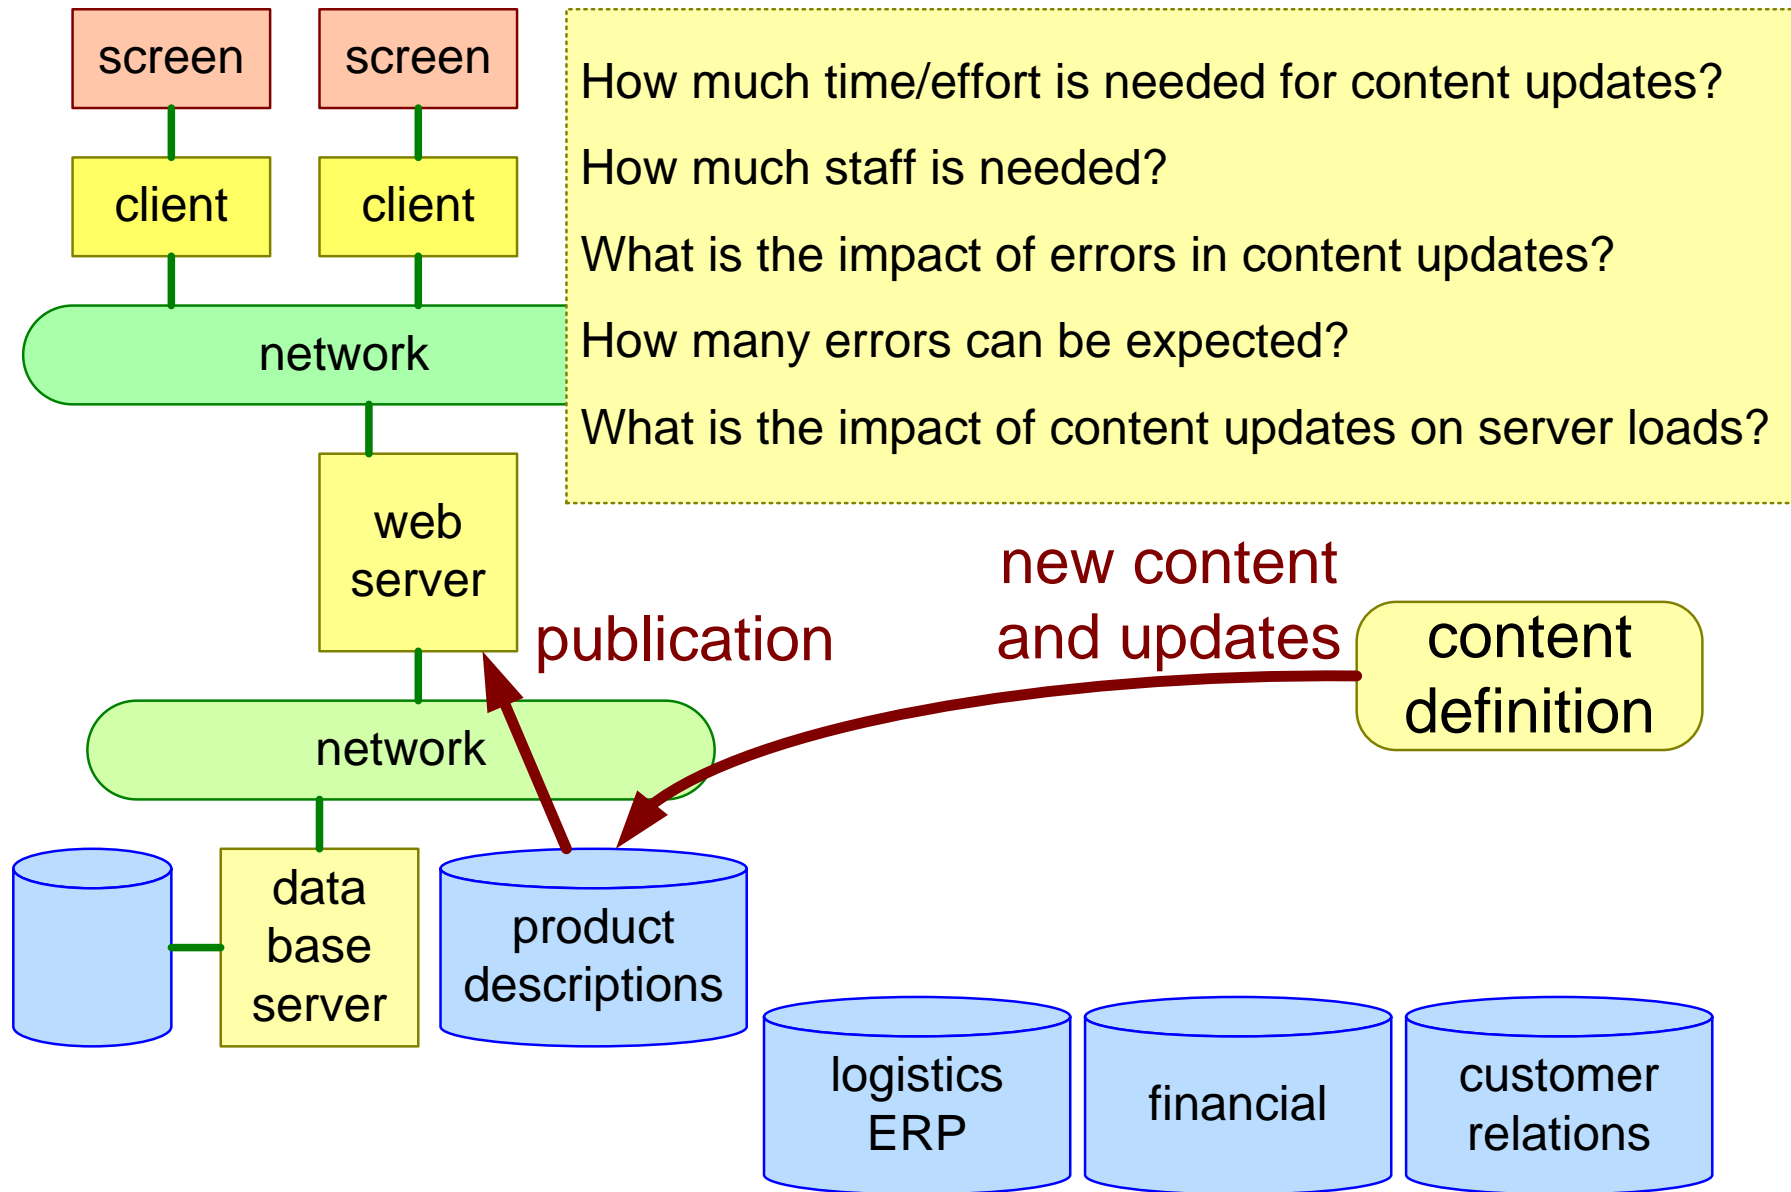 screen
screen
How much time/effort is needed for content updates?
client
client
How much staff is needed?
What is the impact of errors in content updates?
network
How many errors can be expected?
What is the impact of content updates on server loads?
web
server
publication
new content
and updates
content
definition
network
data
base
server
product
descriptions
logistics
ERP
financial
customer
relations